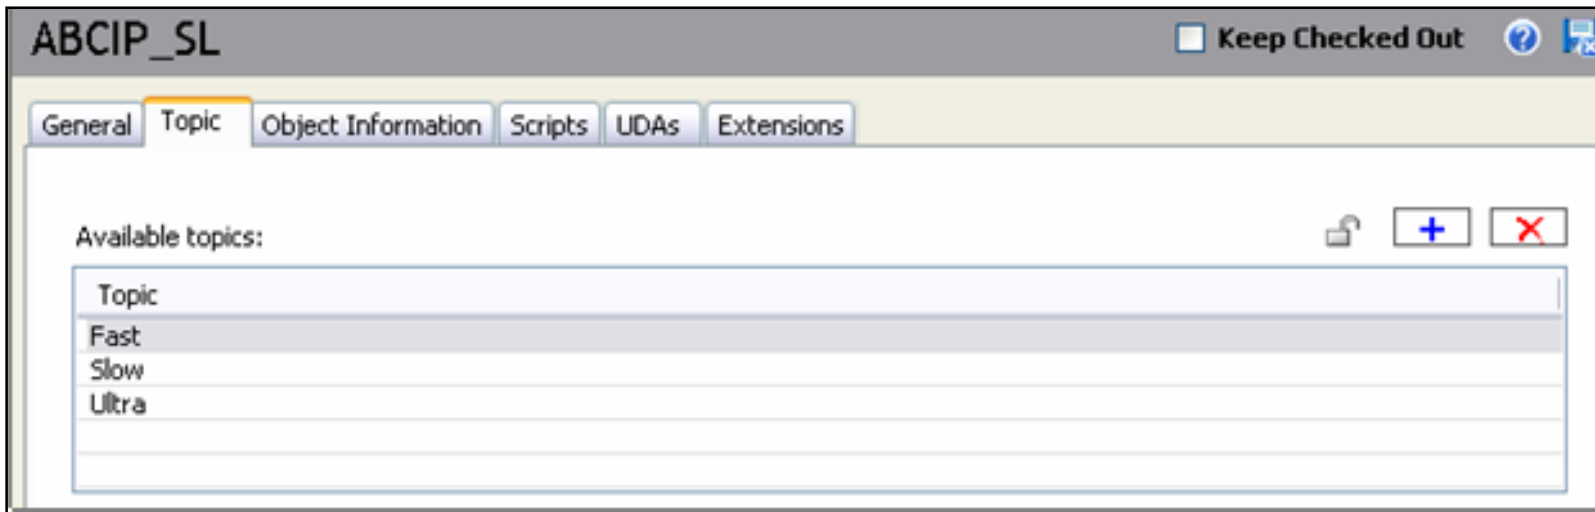 ABCIP_SL Keep Checked Out
General Topic Object Information Scripts UDAs Extensions
Available topics:
Topic
Fast
Slow
Ultra